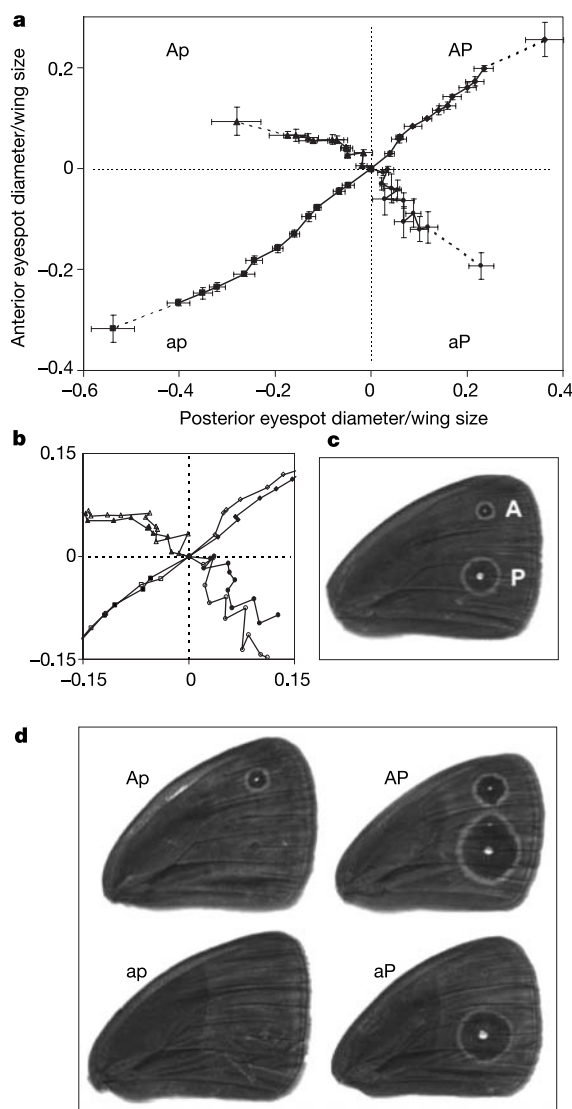 a
Ap AP
0.2
0
−0.2
−0.4
ap aP
−0.6 −0.4 −0.2 0 0.2 0.4
Anterior eyespot diameter/wing size
Posterior eyespot diameter/wing size
b
0.15
0
−0.15
−0.15 0 0.15
c
A
P
d
Ap AP
ap aP